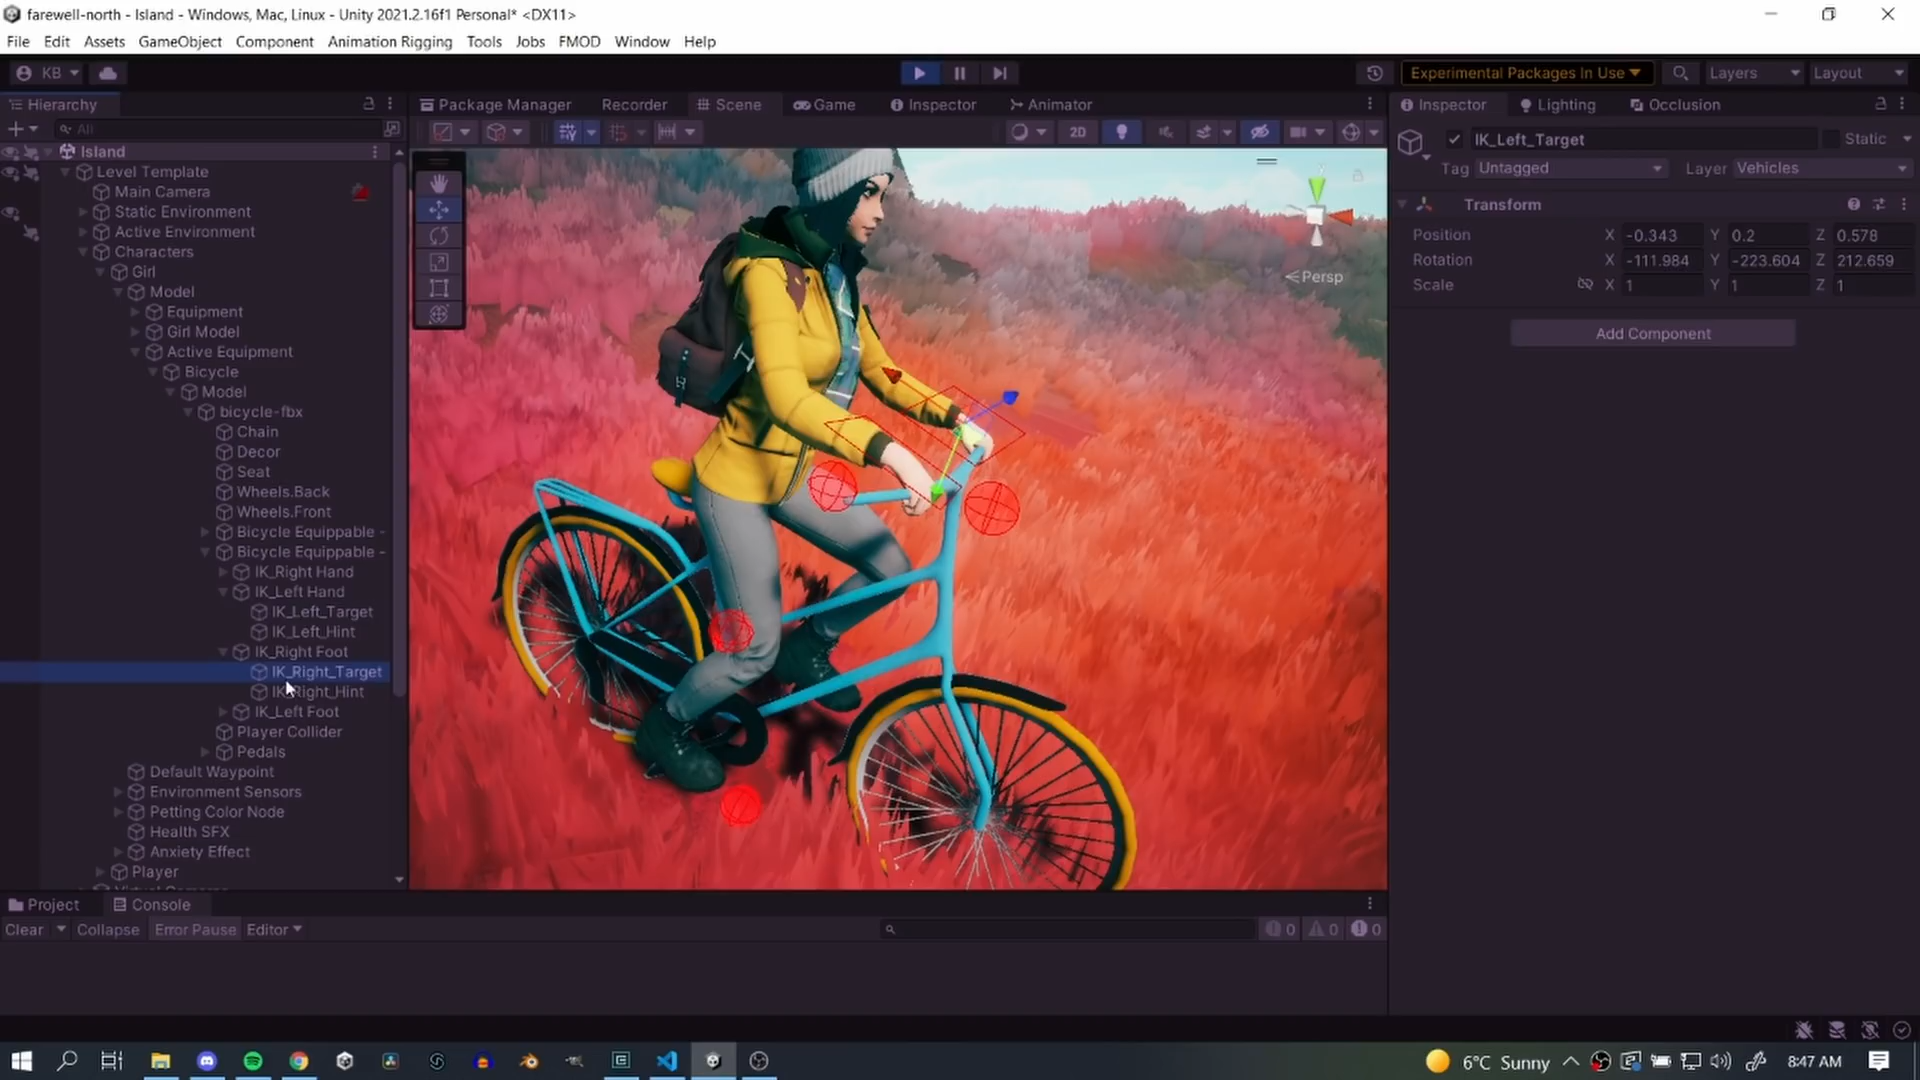 farewell-north - Island - Windows, Mac, Linux - Unity 2021.2.16f1 Personal* <DX11>
File Edit Assets GameObject Component Animation Rigging Tools Jobs FMOD Window Help
KB Experimental Packages In Use Layers Layout
Hierarchy Package Manager Recorder Scene Game Inspector Animator Inspector Lighting Occlusion
All 2D
IK_Left_Target Static
Tag Untagged Layer Vehicles
Transform
Position X -0.343 Y 0.2 Z 0.578
Rotation X -111.984 Y -223.604 Z 212.659
Scale X 1 Y 1 Z 1
Add Component
Persp
Island
Level Template
Main Camera
Static Environment
Active Environment
Characters
Girl
Model
Equipment
Girl Model
Active Equipment
Bicycle
Model
bicycle-fbx
Chain
Decor
Seat
Wheels.Back
Wheels.Front
Bicycle Equippable -
Bicycle Equippable -
IK_Right Hand
IK_Left Hand
IK_Left_Target
IK_Left_Hint
IK_Right Foot
IK_Right_Target
IK_Right_Hint
IK_Left Foot
Player Collider
Pedals
Default Waypoint
Environment Sensors
Petting Color Node
Health SFX
Anxiety Effect
Player
Project Console
Clear Collapse Error Pause Editor 0 0 0
6°C Sunny 8:47 AM